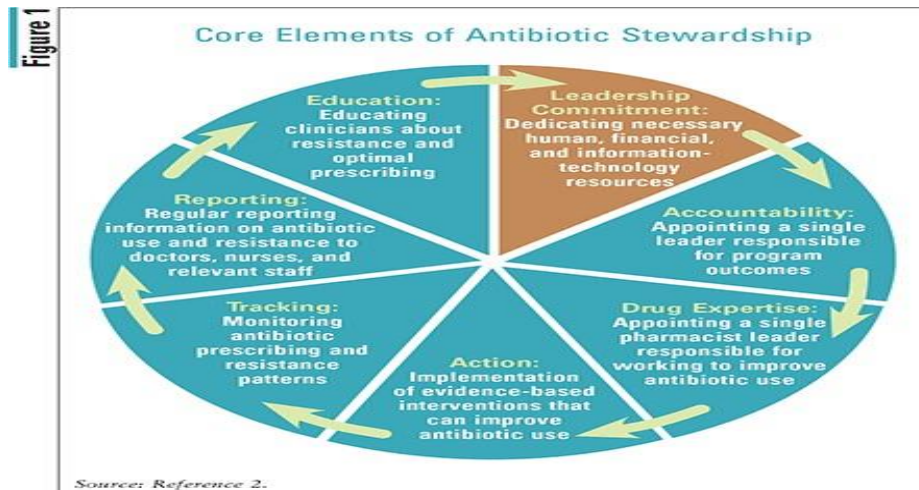 Figure 1
Core Elements of Antibiotic Stewardship
Leadership
Commitment:
Dedicating necessary
human, financial,
and information-
technology
resources
Accountability:
Appointing a single
leader responsible
for program
outcomes
Drug Expertise:
Appointing a single
pharmacist leader
responsible for
working to improve
antibiotic use
Action:
Implementation
of evidence-based
interventions that
can improve
antibiotic use
Tracking:
Monitoring
antibiotic
prescribing and
resistance
patterns
Reporting:
Regular reporting
information on antibiotic
use and resistance to
doctors, nurses, and
relevant staff
Education:
Educating
clinicians about
resistance and
optimal
prescribing
Source: Reference 2.